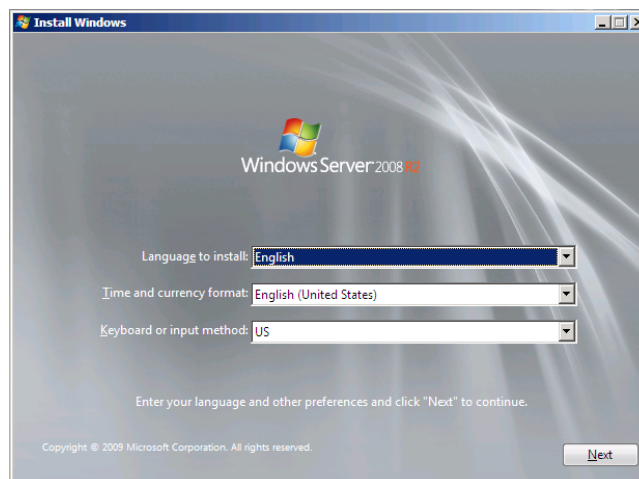 Install Windows
Windows Server 2008 R2
Language to install: English
Time and currency format: English (United States)
Keyboard or input method: US
Enter your language and other preferences and click "Next" to continue.
Copyright © 2009 Microsoft Corporation. All rights reserved.
Next